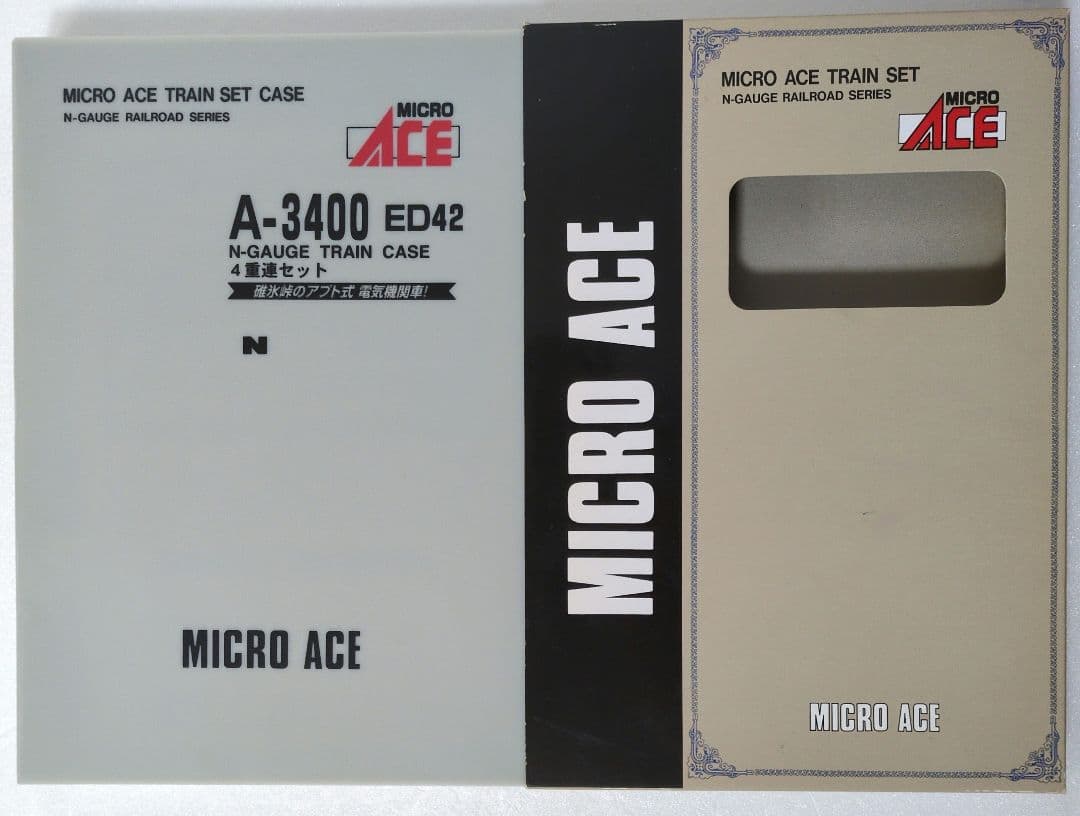 MICRO ACE TRAIN SET CASE
N-GAUGE RAILROAD SERIES
MICRO
ACE
A-3400 ED42
N-GAUGE TRAIN CASE
4重連セット
碓氷峠のアプト式 電気機関車!
N
MICRO ACE
MICRO ACE
MICRO ACE TRAIN SET
N-GAUGE RAILROAD SERIES
MICRO
ACE
MICRO ACE